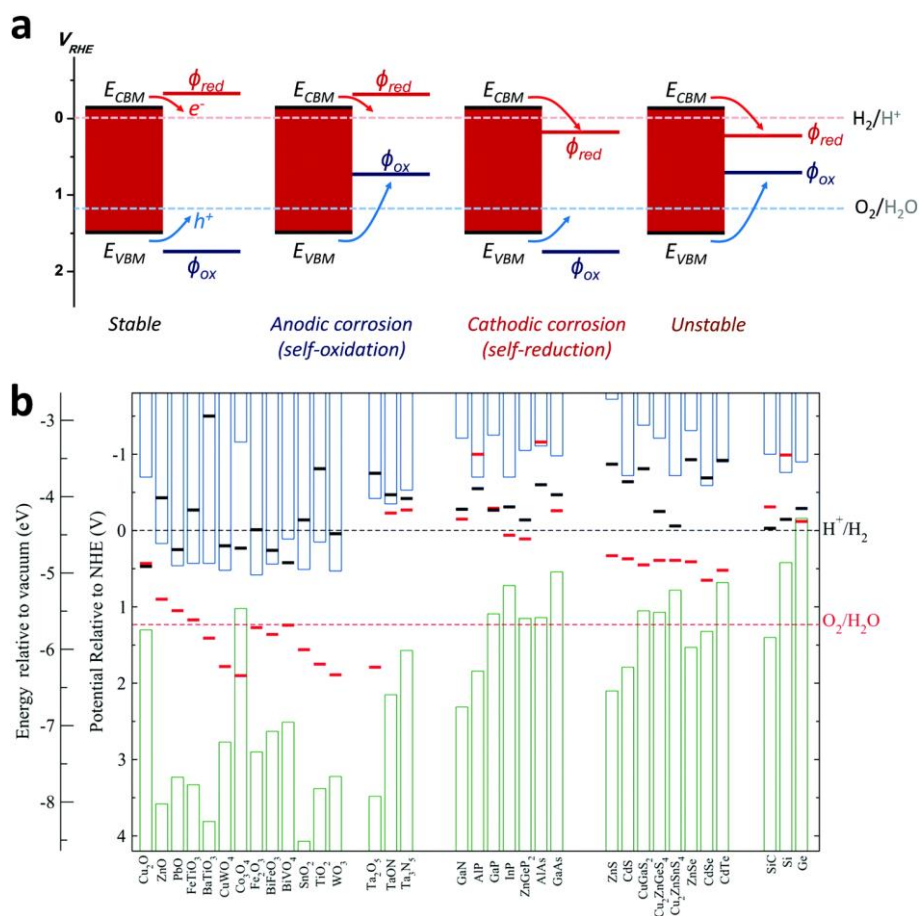 a
V_RHE
0
1
2
E_CBM
ϕ_red
e⁻
h⁺
E_VBM
ϕ_ox
Stable
E_CBM
ϕ_red
ϕ_ox
E_VBM
Anodic corrosion
(self-oxidation)
E_CBM
ϕ_red
E_VBM
ϕ_ox
Cathodic corrosion
(self-reduction)
E_CBM
ϕ_red
ϕ_ox
E_VBM
Unstable
H₂/H⁺
O₂/H₂O
b
Energy relative to vacuum (eV)
-3
-4
-5
-6
-7
-8
Potential Relative to NHE (V)
-1
0
1
2
3
4
H⁺/H₂
O₂/H₂O
Cu₂O
ZnO
PbO
FeTiO₃
BaTiO₃
CuWO₄
Co₃O₄
Fe₂O₃
BiFeO₃
BiVO₄
SnO₂
TiO₂
WO₃
Ta₂O₅
TaON
Ta₃N₅
GaN
AlP
GaP
InP
ZnGeP₂
AlAs
GaAs
ZnS
CdS
CuGaS₂
Cu₂ZnGeS₄
Cu₂ZnSnS₄
ZnSe
CdSe
CdTe
SiC
Si
Ge